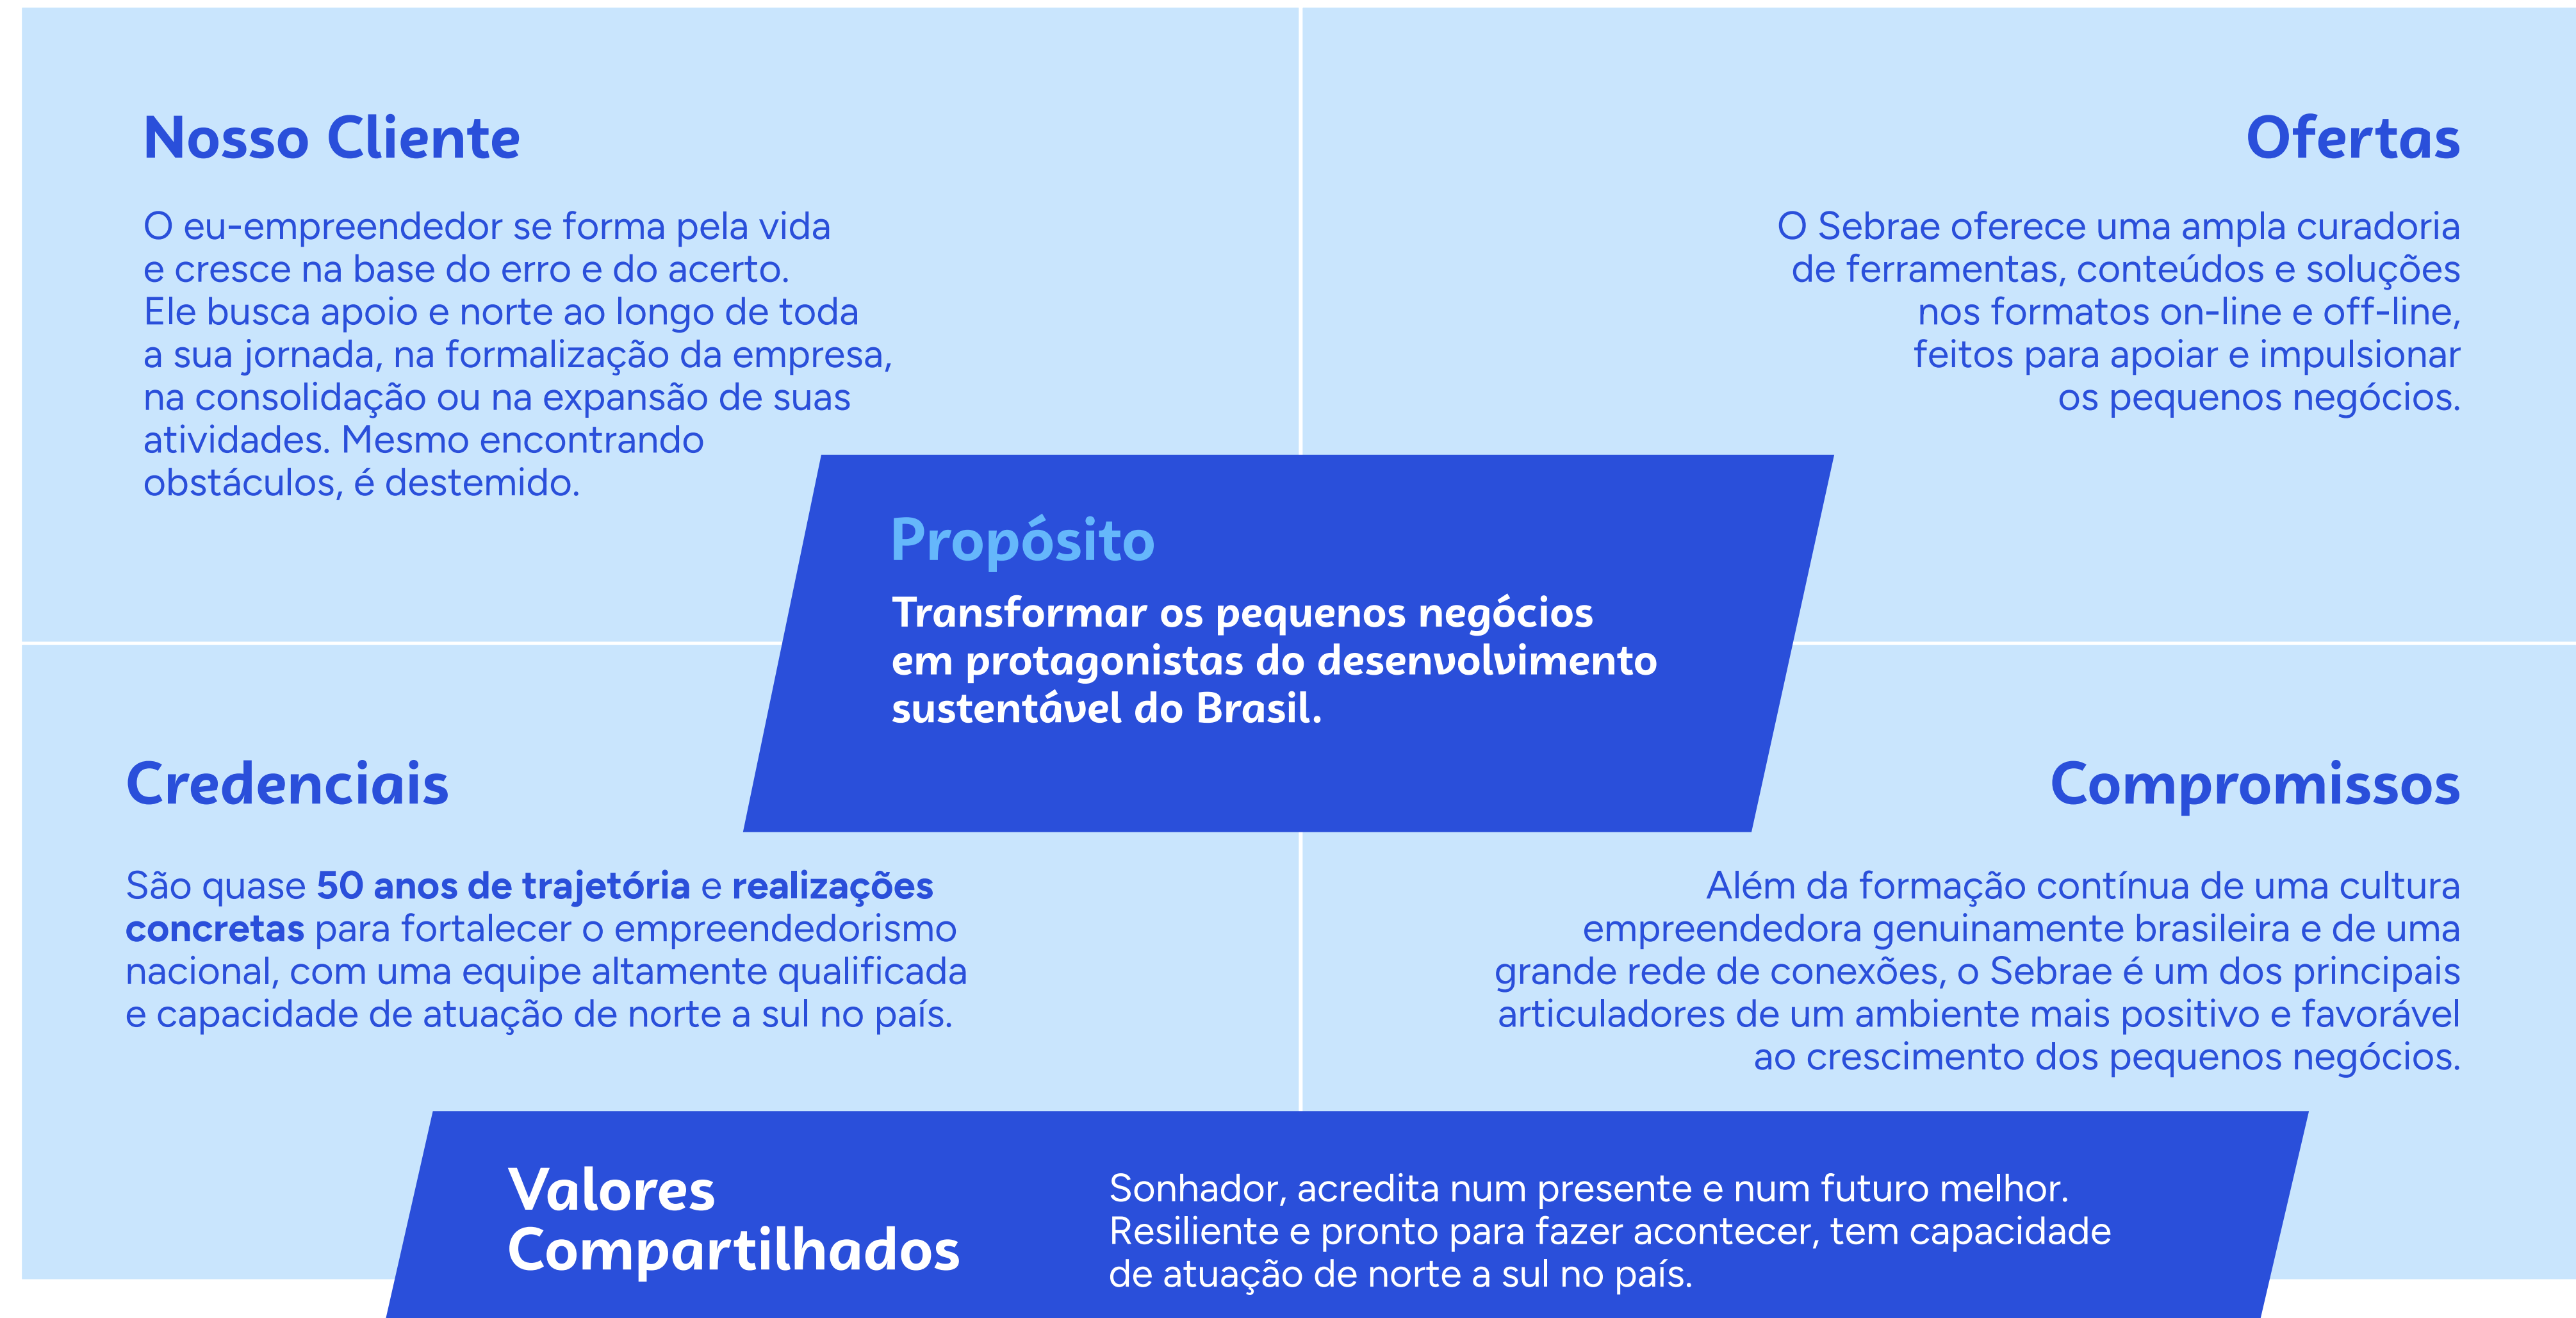 Nosso Cliente
O eu-empreendedor se forma pela vida
e cresce na base do erro e do acerto.
Ele busca apoio e norte ao longo de toda
a sua jornada, na formalização da empresa,
na consolidação ou na expansão de suas
atividades. Mesmo encontrando
obstáculos, é destemido.
Ofertas
O Sebrae oferece uma ampla curadoria
de ferramentas, conteúdos e soluções
nos formatos on-line e off-line,
feitos para apoiar e impulsionar
os pequenos negócios.
Propósito
Transformar os pequenos negócios
em protagonistas do desenvolvimento
sustentável do Brasil.
Credenciais
São quase 50 anos de trajetória e realizações
concretas para fortalecer o empreendedorismo
nacional, com uma equipe altamente qualificada
e capacidade de atuação de norte a sul no país.
Compromissos
Além da formação contínua de uma cultura
empreendedora genuinamente brasileira e de uma
grande rede de conexões, o Sebrae é um dos principais
articuladores de um ambiente mais positivo e favorável
ao crescimento dos pequenos negócios.
Valores
Compartilhados
Sonhador, acredita num presente e num futuro melhor.
Resiliente e pronto para fazer acontecer, tem capacidade
de atuação de norte a sul no país.